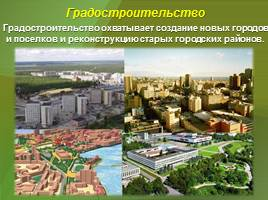 Градостроительство
Градостроительство охватывает создание новых городов
и поселков и реконструкцию старых городских районов.